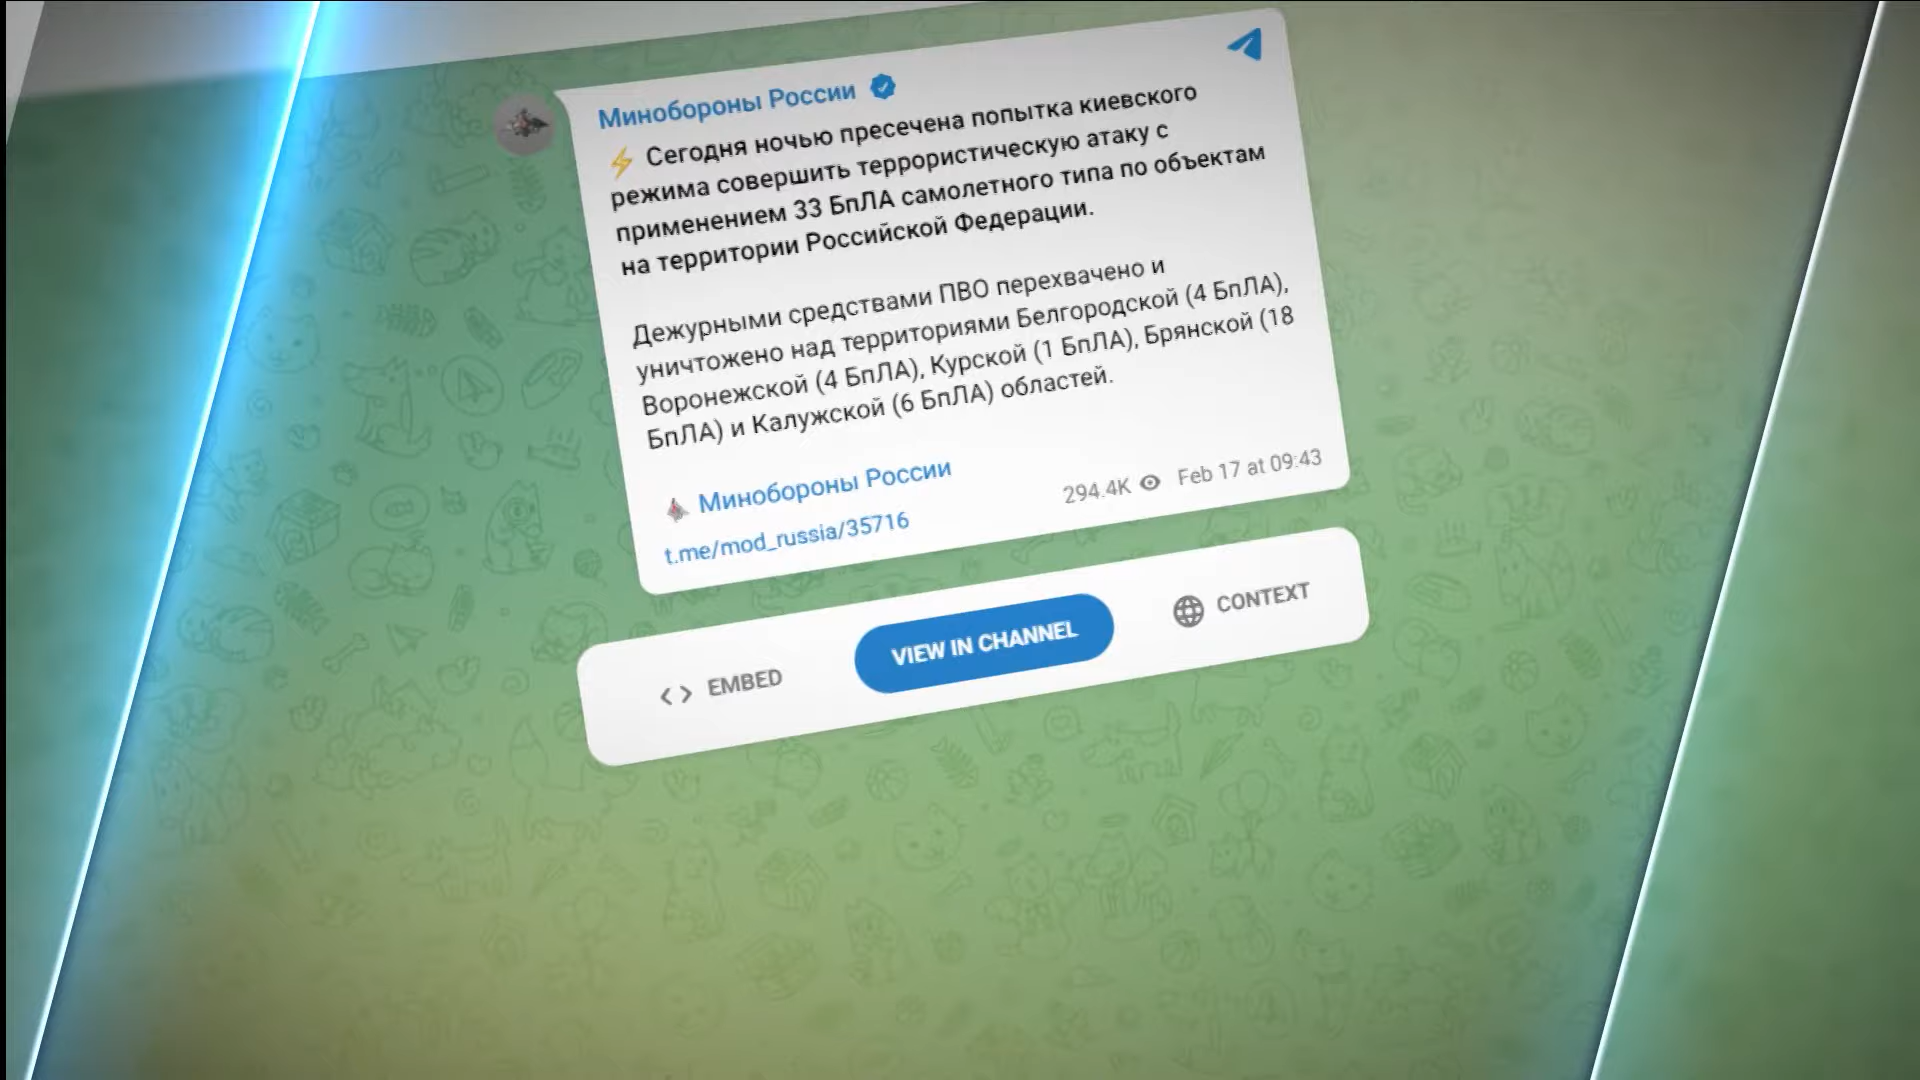 Минобороны России
⚡ Сегодня ночью пресечена попытка киевского
режима совершить террористическую атаку с
применением 33 БпЛА самолетного типа по объектам
на территории Российской Федерации.
Дежурными средствами ПВО перехвачено и
уничтожено над территориями Белгородской (4 БпЛА),
Воронежской (4 БпЛА), Курской (1 БпЛА), Брянской (18
БпЛА) и Калужской (6 БпЛА) областей.
Минобороны России
t.me/mod_russia/35716
294.4K Feb 17 at 09:43
< > EMBED
VIEW IN CHANNEL
CONTEXT